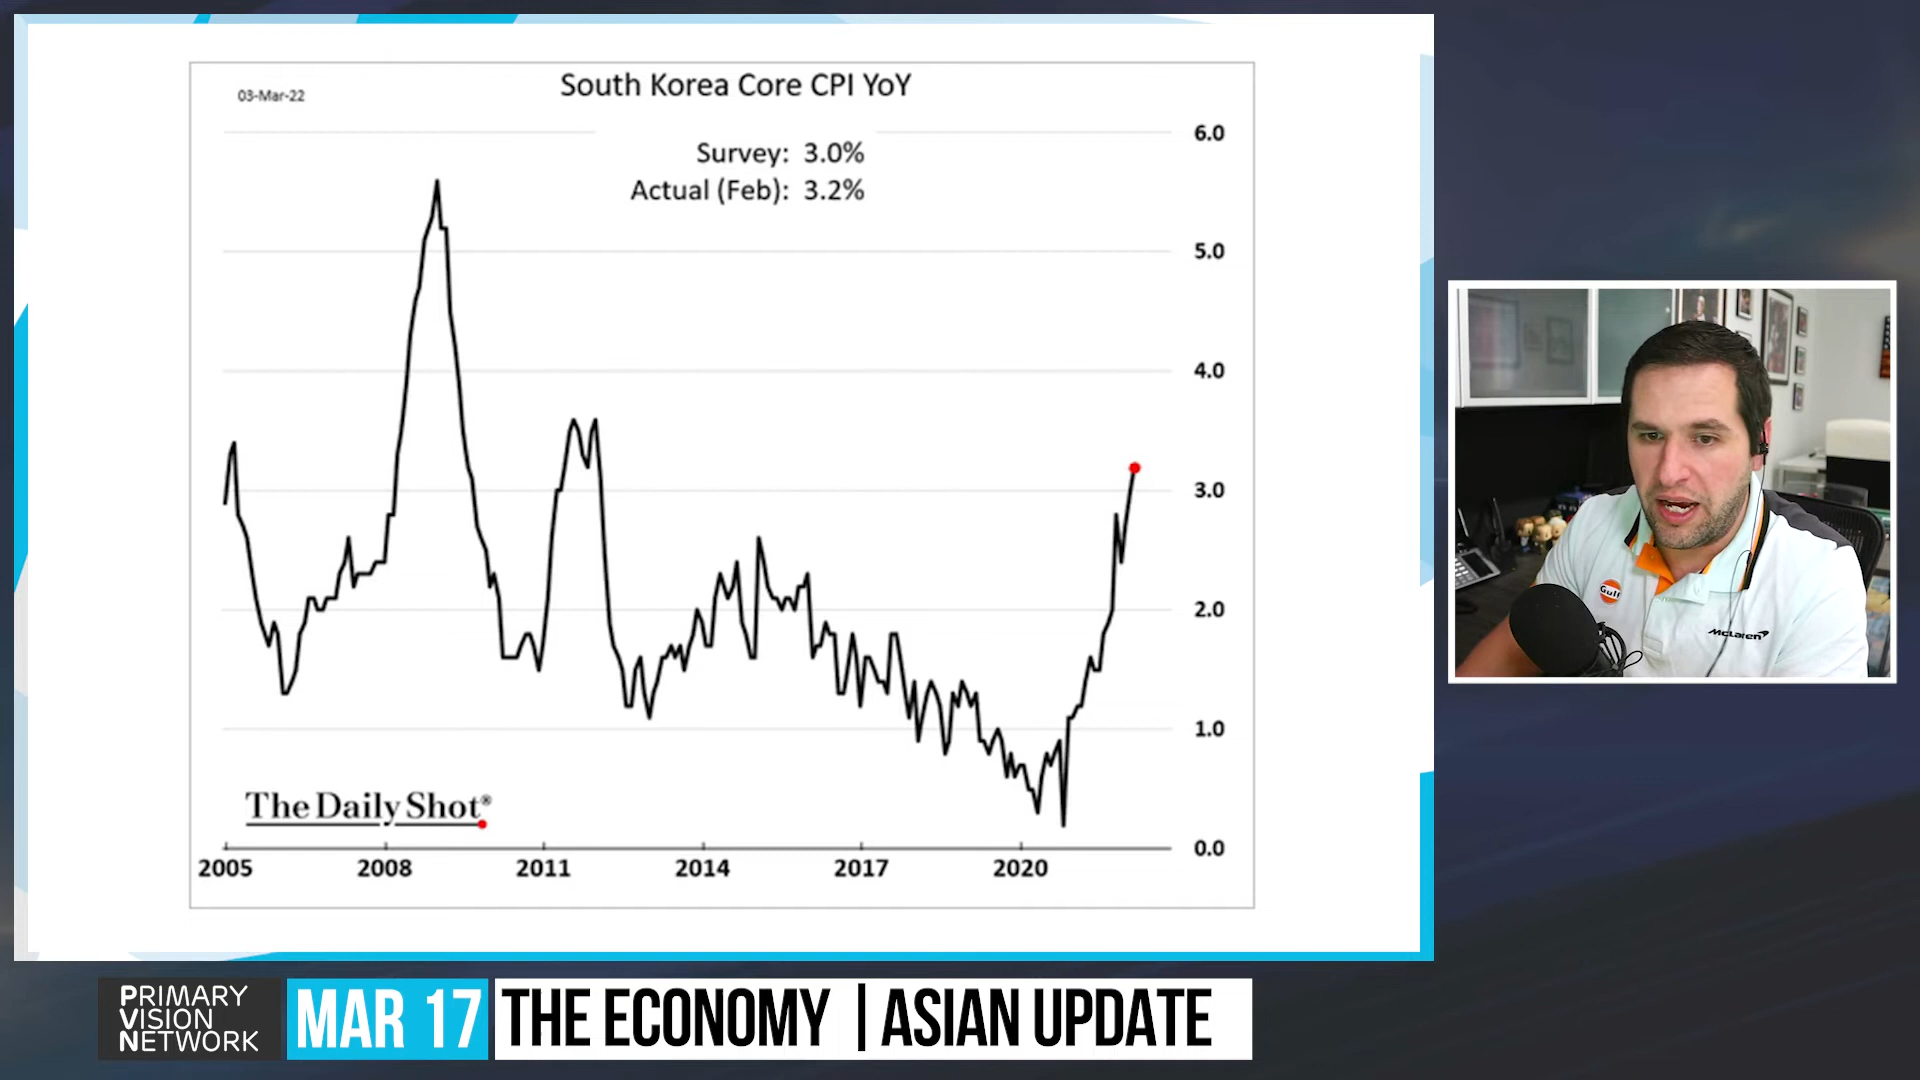 03-Mar-22
South Korea Core CPI YoY
Survey: 3.0%
Actual (Feb): 3.2%
6.0
5.0
4.0
3.0
2.0
1.0
0.0
The Daily Shot®
2005 2008 2011 2014 2017 2020
Gulf
McLaren
PRIMARY
VISION
NETWORK
MAR 17
THE ECONOMY | ASIAN UPDATE